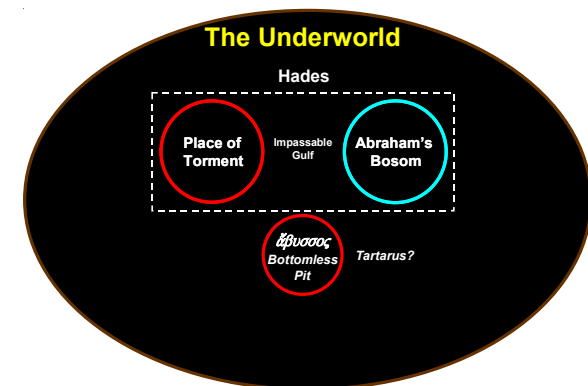 The Underworld
Hades
Place of
Torment
Impassable
Gulf
Abraham's
Bosom
ἄβυσσος
Bottomless
Pit
Tartarus?